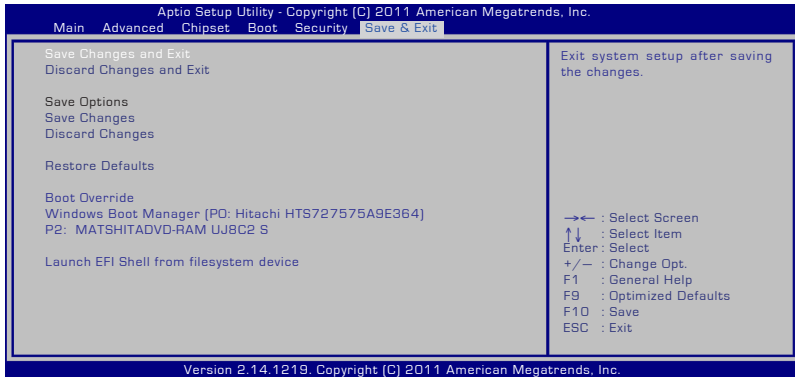 Aptio Setup Utility - Copyright (C) 2011 American Megatrends, Inc.
Main Advanced Chipset Boot Security Save & Exit
Save Changes and Exit
Discard Changes and Exit
Save Options
Save Changes
Discard Changes
Restore Defaults
Boot Override
Windows Boot Manager (P0: Hitachi HTS727575A9E364)
P2: MATSHITADVD-RAM UJ8C2 S
Launch EFI Shell from filesystem device
Exit system setup after saving
the changes.
→← : Select Screen
↑↓ : Select Item
Enter : Select
+/— : Change Opt.
F1 : General Help
F9 : Optimized Defaults
F10 : Save
ESC : Exit
Version 2.14.1219. Copyright (C) 2011 American Megatrends, Inc.